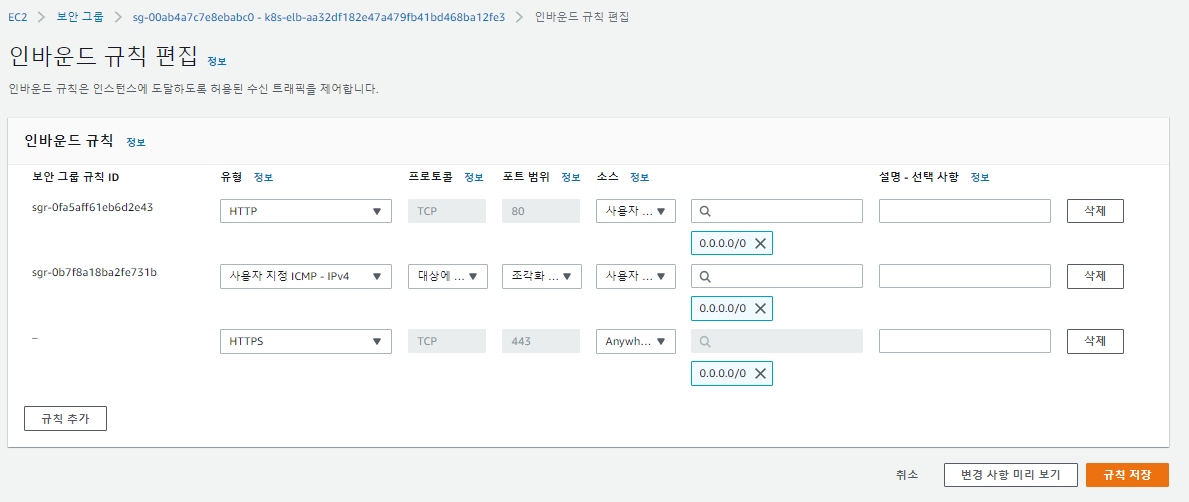 EC2 > 보안 그룹 > sg-00ab4a7c7e8ebabc0 - k8s-elb-aa32df182e47a479fb41bd468ba12fe3 > 인바운드 규칙 편집
인바운드 규칙 편집 정보
인바운드 규칙은 인스턴스에 도달하도록 허용된 수신 트래픽을 제어합니다.
인바운드 규칙 정보
보안 그룹 규칙 ID 유형 정보 프로토콜 정보 포트 범위 정보 소스 정보 설명 - 선택 사항 정보
sgr-0fa5aff61eb6d2e43 HTTP TCP 80 사용자 ... 삭제
0.0.0.0/0
sgr-0b7f8a18ba2fe731b 사용자 지정 ICMP - IPv4 대상에 ... 조각화 ... 사용자 ... 삭제
0.0.0.0/0
– HTTPS TCP 443 Anywh... 삭제
0.0.0.0/0
규칙 추가
취소 변경 사항 미리 보기 규칙 저장